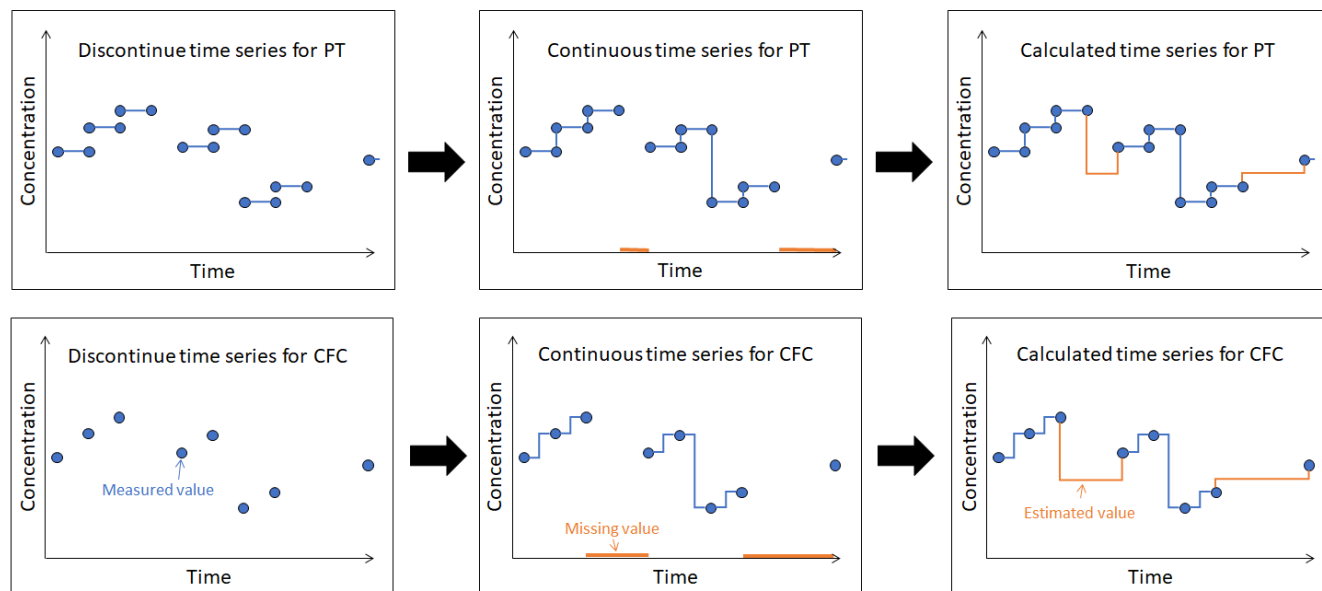 Discontinue time series for PT
Concentration
Time
Continuous time series for PT
Concentration
Time
Calculated time series for PT
Concentration
Time
Discontinue time series for CFC
Concentration
Measured value
Time
Continuous time series for CFC
Concentration
Missing value
Time
Calculated time series for CFC
Concentration
Estimated value
Time